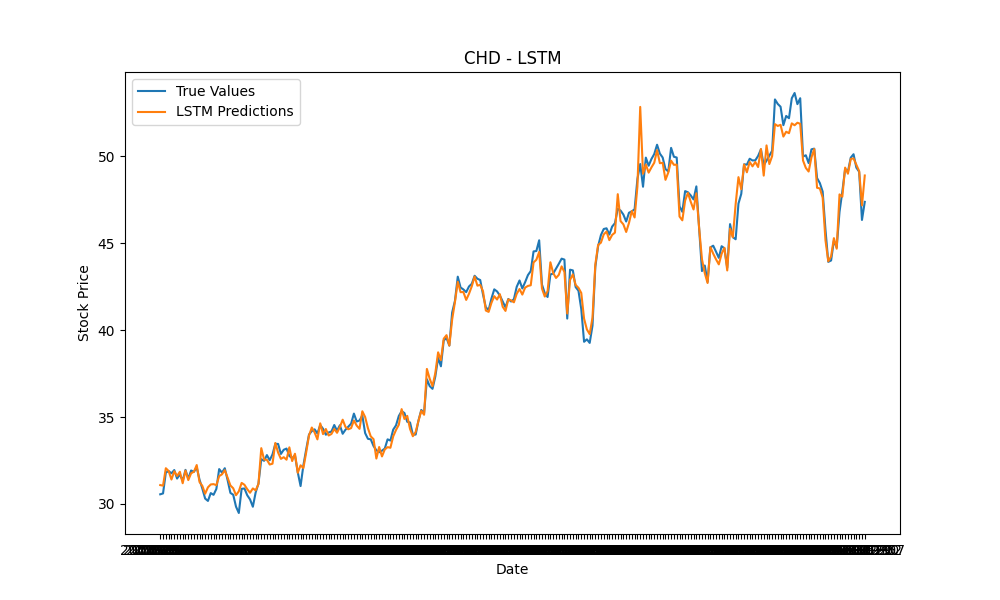 CHD - LSTM
True Values
LSTM Predictions
50
45
40
35
30
Stock Price
Date